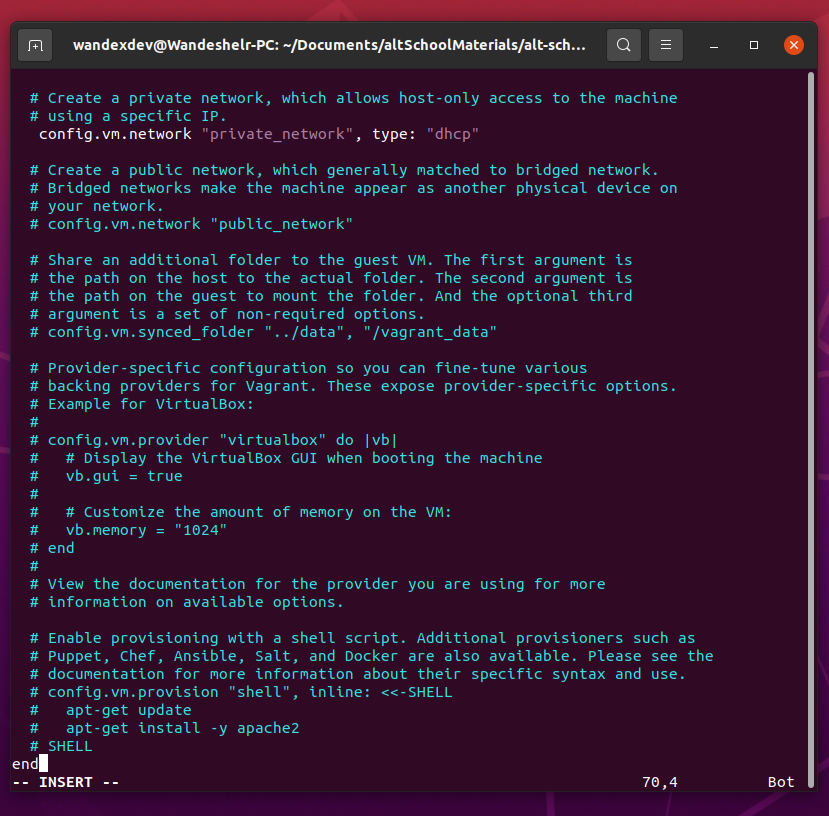 wandexdev@Wandeshelr-PC: ~/Documents/altSchoolMaterials/alt-sch...
# Create a private network, which allows host-only access to the machine
# using a specific IP.
config.vm.network "private_network", type: "dhcp"
# Create a public network, which generally matched to bridged network.
# Bridged networks make the machine appear as another physical device on
# your network.
# config.vm.network "public_network"
# Share an additional folder to the guest VM. The first argument is
# the path on the host to the actual folder. The second argument is
# the path on the guest to mount the folder. And the optional third
# argument is a set of non-required options.
# config.vm.synced_folder "../data", "/vagrant_data"
# Provider-specific configuration so you can fine-tune various
# backing providers for Vagrant. These expose provider-specific options.
# Example for VirtualBox:
#
# config.vm.provider "virtualbox" do |vb|
#   # Display the VirtualBox GUI when booting the machine
#   vb.gui = true
#
#   # Customize the amount of memory on the VM:
#   vb.memory = "1024"
# end
#
# View the documentation for the provider you are using for more
# information on available options.
# Enable provisioning with a shell script. Additional provisioners such as
# Puppet, Chef, Ansible, Salt, and Docker are also available. Please see the
# documentation for more information about their specific syntax and use.
# config.vm.provision "shell", inline: <<-SHELL
#   apt-get update
#   apt-get install -y apache2
# SHELL
end
-- INSERT -- 70,4 Bot